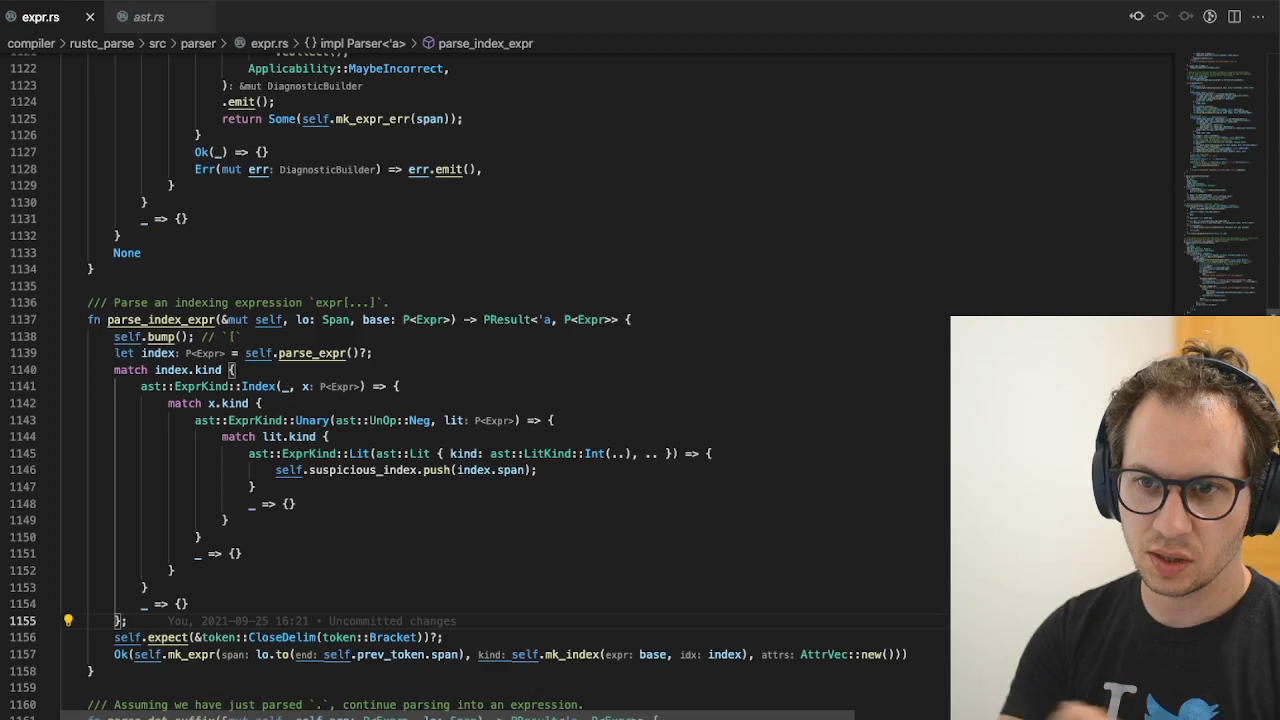 expr.rs ast.rs
compiler rustc_parse src parser expr.rs {} impl Parser<'a> parse_index_expr
1122 Applicability::MaybeIncorrect,
1123 ): &mut DiagnosticBuilder
1124 .emit();
1125 return Some(self.mk_expr_err(span));
1126 }
1127 Ok(_) => {}
1128 Err(mut err: DiagnosticBuilder) => err.emit(),
1129 }
1130 }
1131 _ => {}
1132 }
1133 None
1134 }
1135
1136 /// Parse an indexing expression `expr[...]`.
1137 fn parse_index_expr(&mut self, lo: Span, base: P<Expr>) -> PResult<'a, P<Expr>> {
1138 self.bump(); // `[`
1139 let index: P<Expr> = self.parse_expr()?;
1140 match index.kind {
1141 ast::ExprKind::Index(_, x: P<Expr>) => {
1142 match x.kind {
1143 ast::ExprKind::Unary(ast::UnOp::Neg, lit: P<Expr>) => {
1144 match lit.kind {
1145 ast::ExprKind::Lit(ast::Lit { kind: ast::LitKind::Int(..), .. }) => {
1146 self.suspicious_index.push(index.span);
1147 }
1148 _ => {}
1149 }
1150 }
1151 _ => {}
1152 }
1153 }
1154 _ => {}
1155 }; You, 2021-09-25 16:21 • Uncommitted changes
1156 self.expect(&token::CloseDelim(token::Bracket))?;
1157 Ok(self.mk_expr(span: lo.to(end: self.prev_token.span), kind: self.mk_index(expr: base, idx: index), attrs: AttrVec::new()))
1158 }
1159
1160 /// Assuming we have just parsed `.`, continue parsing into an expression.